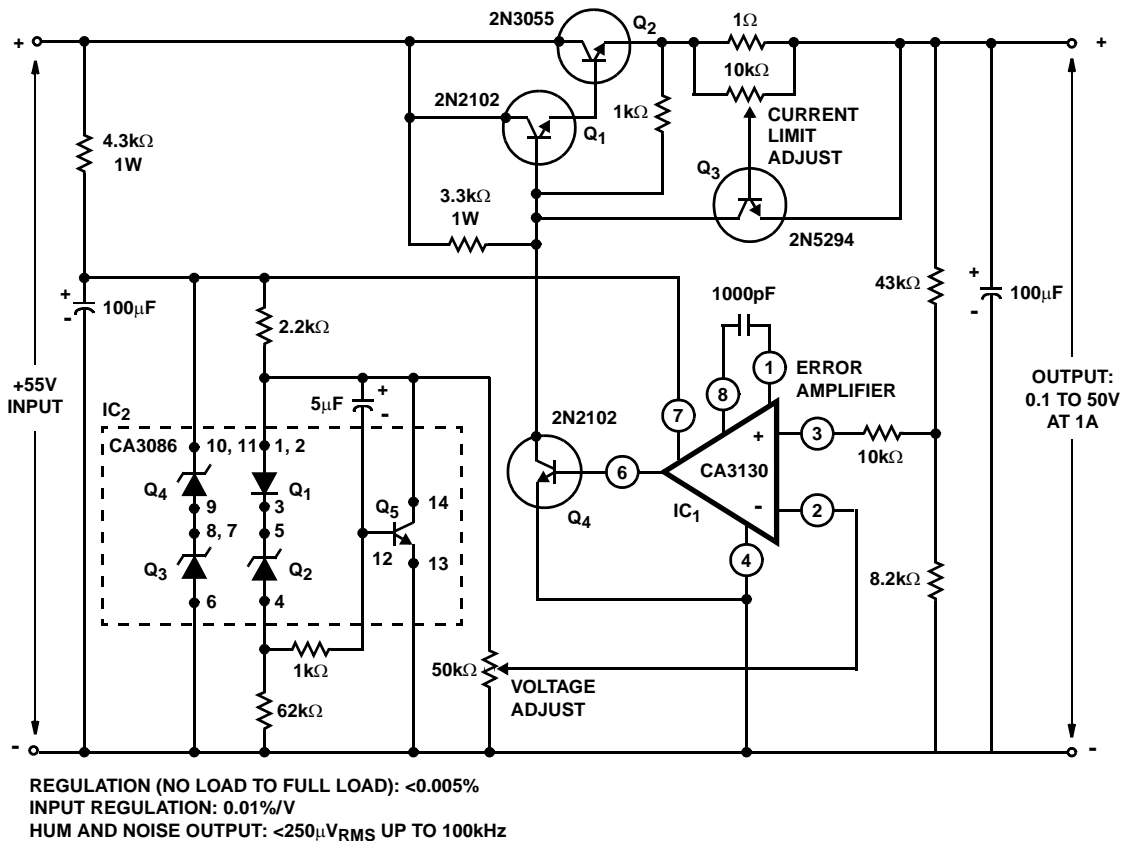 2N3055
Q2
1Ω
+
+
10kΩ
2N2102
1kΩ
Q1
CURRENT
LIMIT
ADJUST
4.3kΩ
1W
Q3
3.3kΩ
1W
2N5294
+
-
100μF
2.2kΩ
1000pF
43kΩ
+
-
100μF
+55V
INPUT
5μF
+
-
1
ERROR
AMPLIFIER
8
OUTPUT:
0.1 TO 50V
AT 1A
IC2
7
2N2102
CA3086
10, 11
1, 2
+
3
10kΩ
Q4
Q1
6
CA3130
9
3
Q5
14
8, 7
5
Q4
IC1
-
2
12
Q3
Q2
13
4
6
4
8.2kΩ
1kΩ
50kΩ
VOLTAGE
ADJUST
62kΩ
-
-
REGULATION (NO LOAD TO FULL LOAD): <0.005%
INPUT REGULATION: 0.01%/V
HUM AND NOISE OUTPUT: <250μVRMS UP TO 100kHz